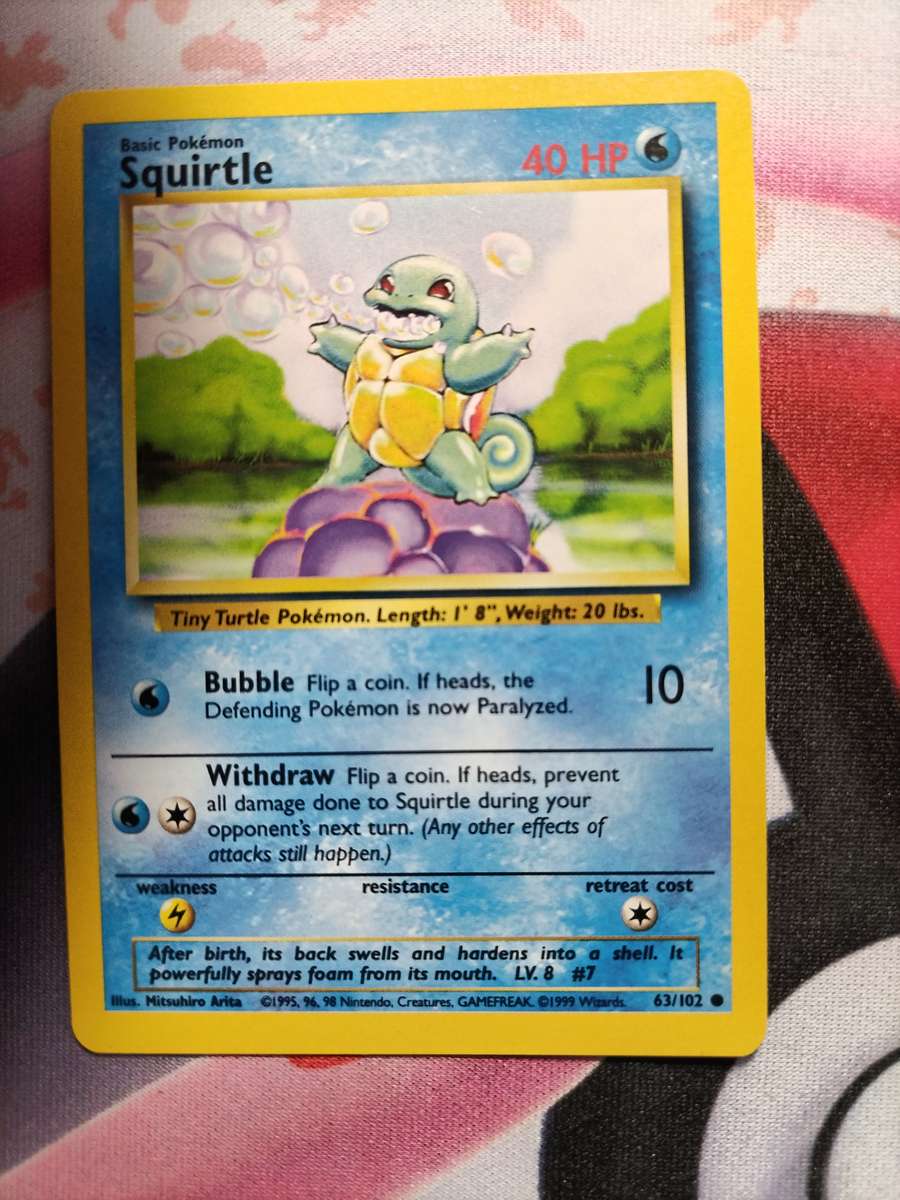 Basic Pokémon
Squirtle 40 HP
Tiny Turtle Pokémon. Length: 1' 8", Weight: 20 lbs.
Bubble Flip a coin. If heads, the 10
Defending Pokémon is now Paralyzed.
Withdraw Flip a coin. If heads, prevent
all damage done to Squirtle during your
opponent's next turn. (Any other effects of
attacks still happen.)
weakness resistance retreat cost
After birth, its back swells and hardens into a shell. It
powerfully sprays foam from its mouth. LV. 8 #7
Illus. Mitsuhiro Arita ©1995, 96, 98 Nintendo, Creatures, GAMEFREAK. ©1999 Wizards. 63/102